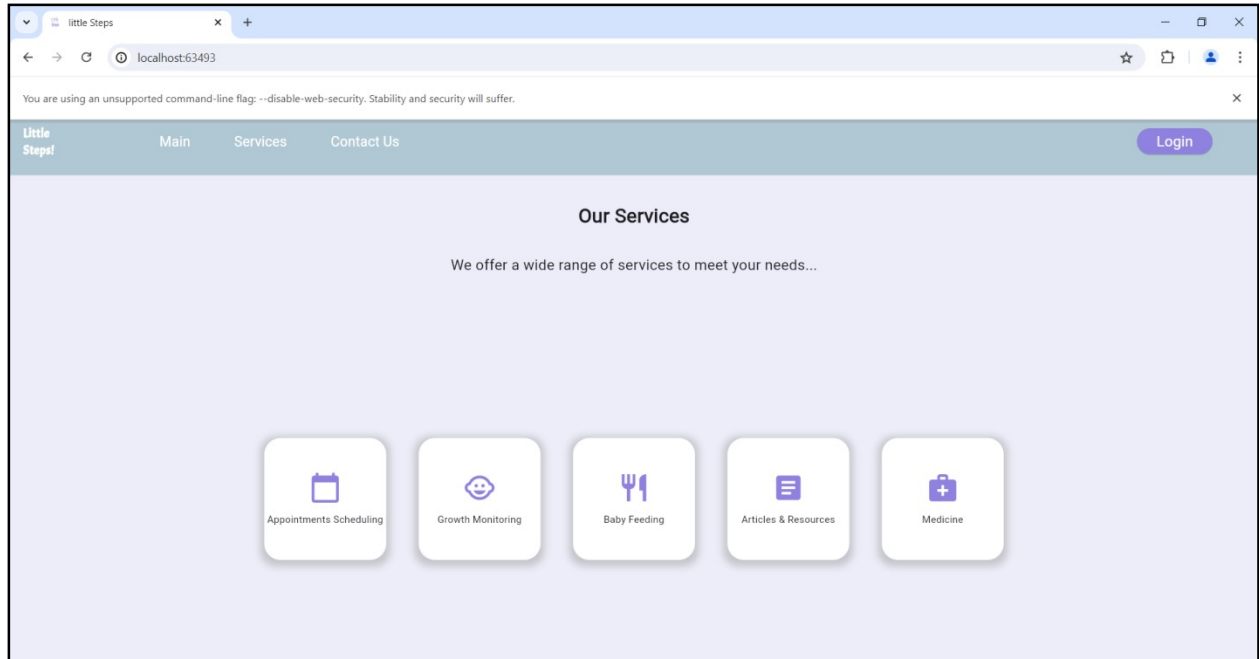 little Steps
localhost:63493
You are using an unsupported command-line flag: --disable-web-security. Stability and security will suffer.
Little
Steps!
Main
Services
Contact Us
Login
Our Services
We offer a wide range of services to meet your needs...
Appointments Scheduling
Growth Monitoring
Baby Feeding
Articles & Resources
Medicine